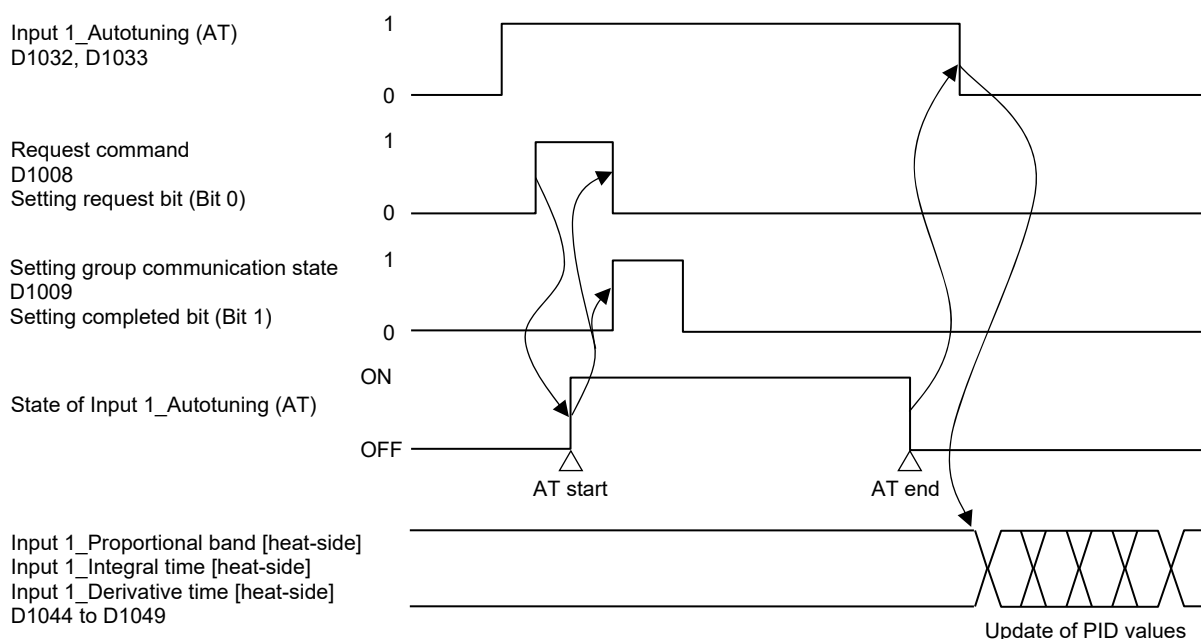 Input 1_Autotuning (AT)
D1032, D1033
1
0
Request command
D1008
Setting request bit (Bit 0)
1
0
Setting group communication state
D1009
Setting completed bit (Bit 1)
1
0
State of Input 1_Autotuning (AT)
ON
OFF
AT start
AT end
Input 1_Proportional band [heat-side]
Input 1_Integral time [heat-side]
Input 1_Derivative time [heat-side]
D1044 to D1049
Update of PID values